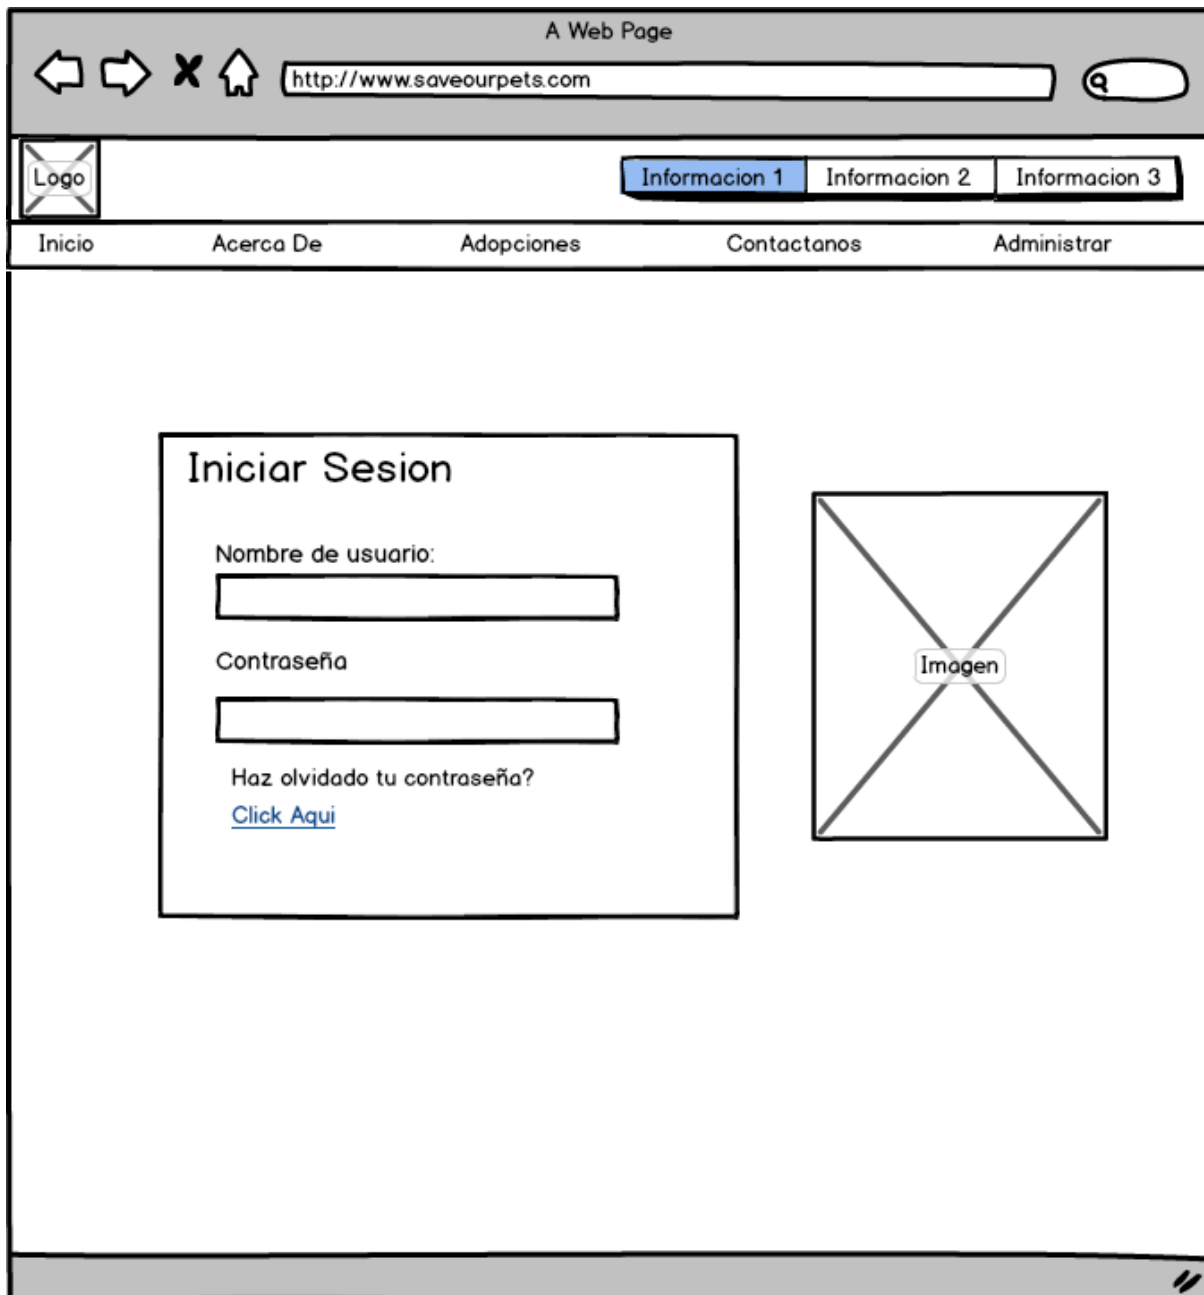 A Web Page
http://www.saveourpets.com
Logo
Informacion 1 Informacion 2 Informacion 3
Inicio Acerca De Adopciones Contactanos Administrar
Iniciar Sesion
Nombre de usuario:
Contraseña
Imagen
Haz olvidado tu contraseña?
Click Aqui